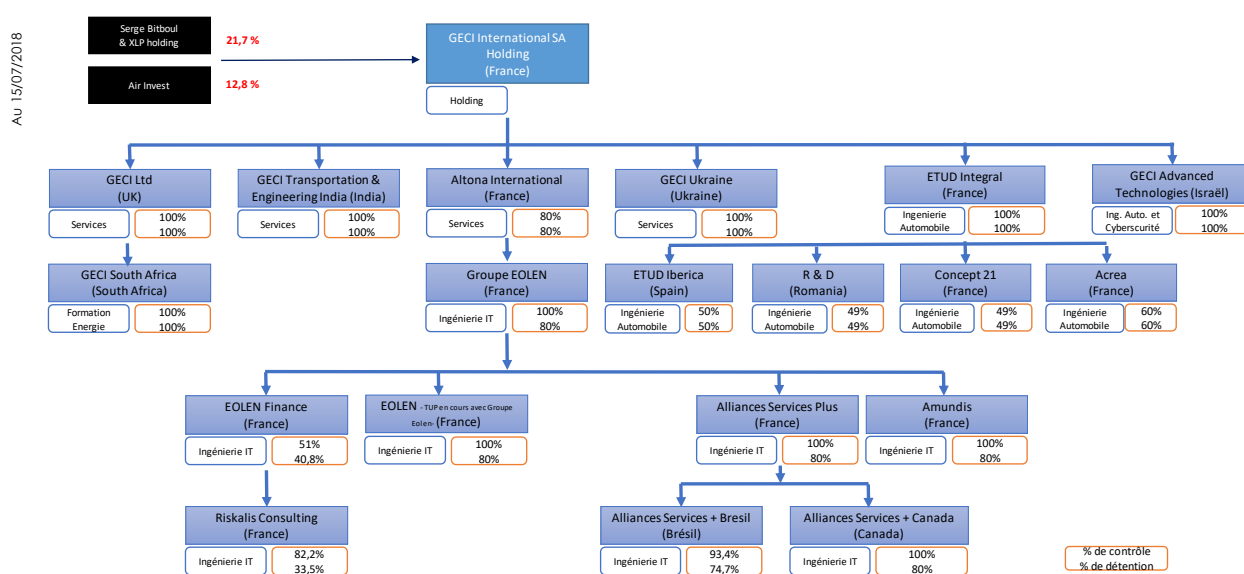 Au 15/07/2018
Serge Bitboul
& XLP holding
21,7 %
Air Invest
12,8 %
GECI International SA
Holding
(France)
Holding
GECI Ltd
(UK)
Services
100%
100%
GECI Transportation &
Engineering India (India)
Services
100%
100%
Altona International
(France)
Services
80%
80%
GECI Ukraine
(Ukraine)
Services
100%
100%
ETUD Integral
(France)
Ingenierie
Automobile
100%
100%
GECI Advanced
Technologies (Israël)
Ing. Auto. et
Cyberscurité
100%
100%
GECI South Africa
(South Africa)
Formation
Energie
100%
100%
Groupe EOLEN
(France)
Ingénierie IT
100%
80%
ETUD Iberica
(Spain)
Ingénierie
Automobile
50%
50%
R & D
(Romania)
Ingénierie
Automobile
49%
49%
Concept 21
(France)
Ingénierie
Automobile
49%
49%
Acrea
(France)
Ingénierie
Automobile
60%
60%
EOLEN Finance
(France)
Ingénierie IT
51%
40,8%
EOLEN - TUP en cours avec Groupe
Eolen- (France)
Ingénierie IT
100%
80%
Alliances Services Plus
(France)
Ingénierie IT
100%
80%
Amundis
(France)
Ingénierie IT
100%
80%
Riskalis Consulting
(France)
Ingénierie IT
82,2%
33,5%
Alliances Services + Bresil
(Brésil)
Ingénierie IT
93,4%
74,7%
Alliances Services + Canada
(Canada)
Ingénierie IT
100%
80%
% de contrôle
% de détention